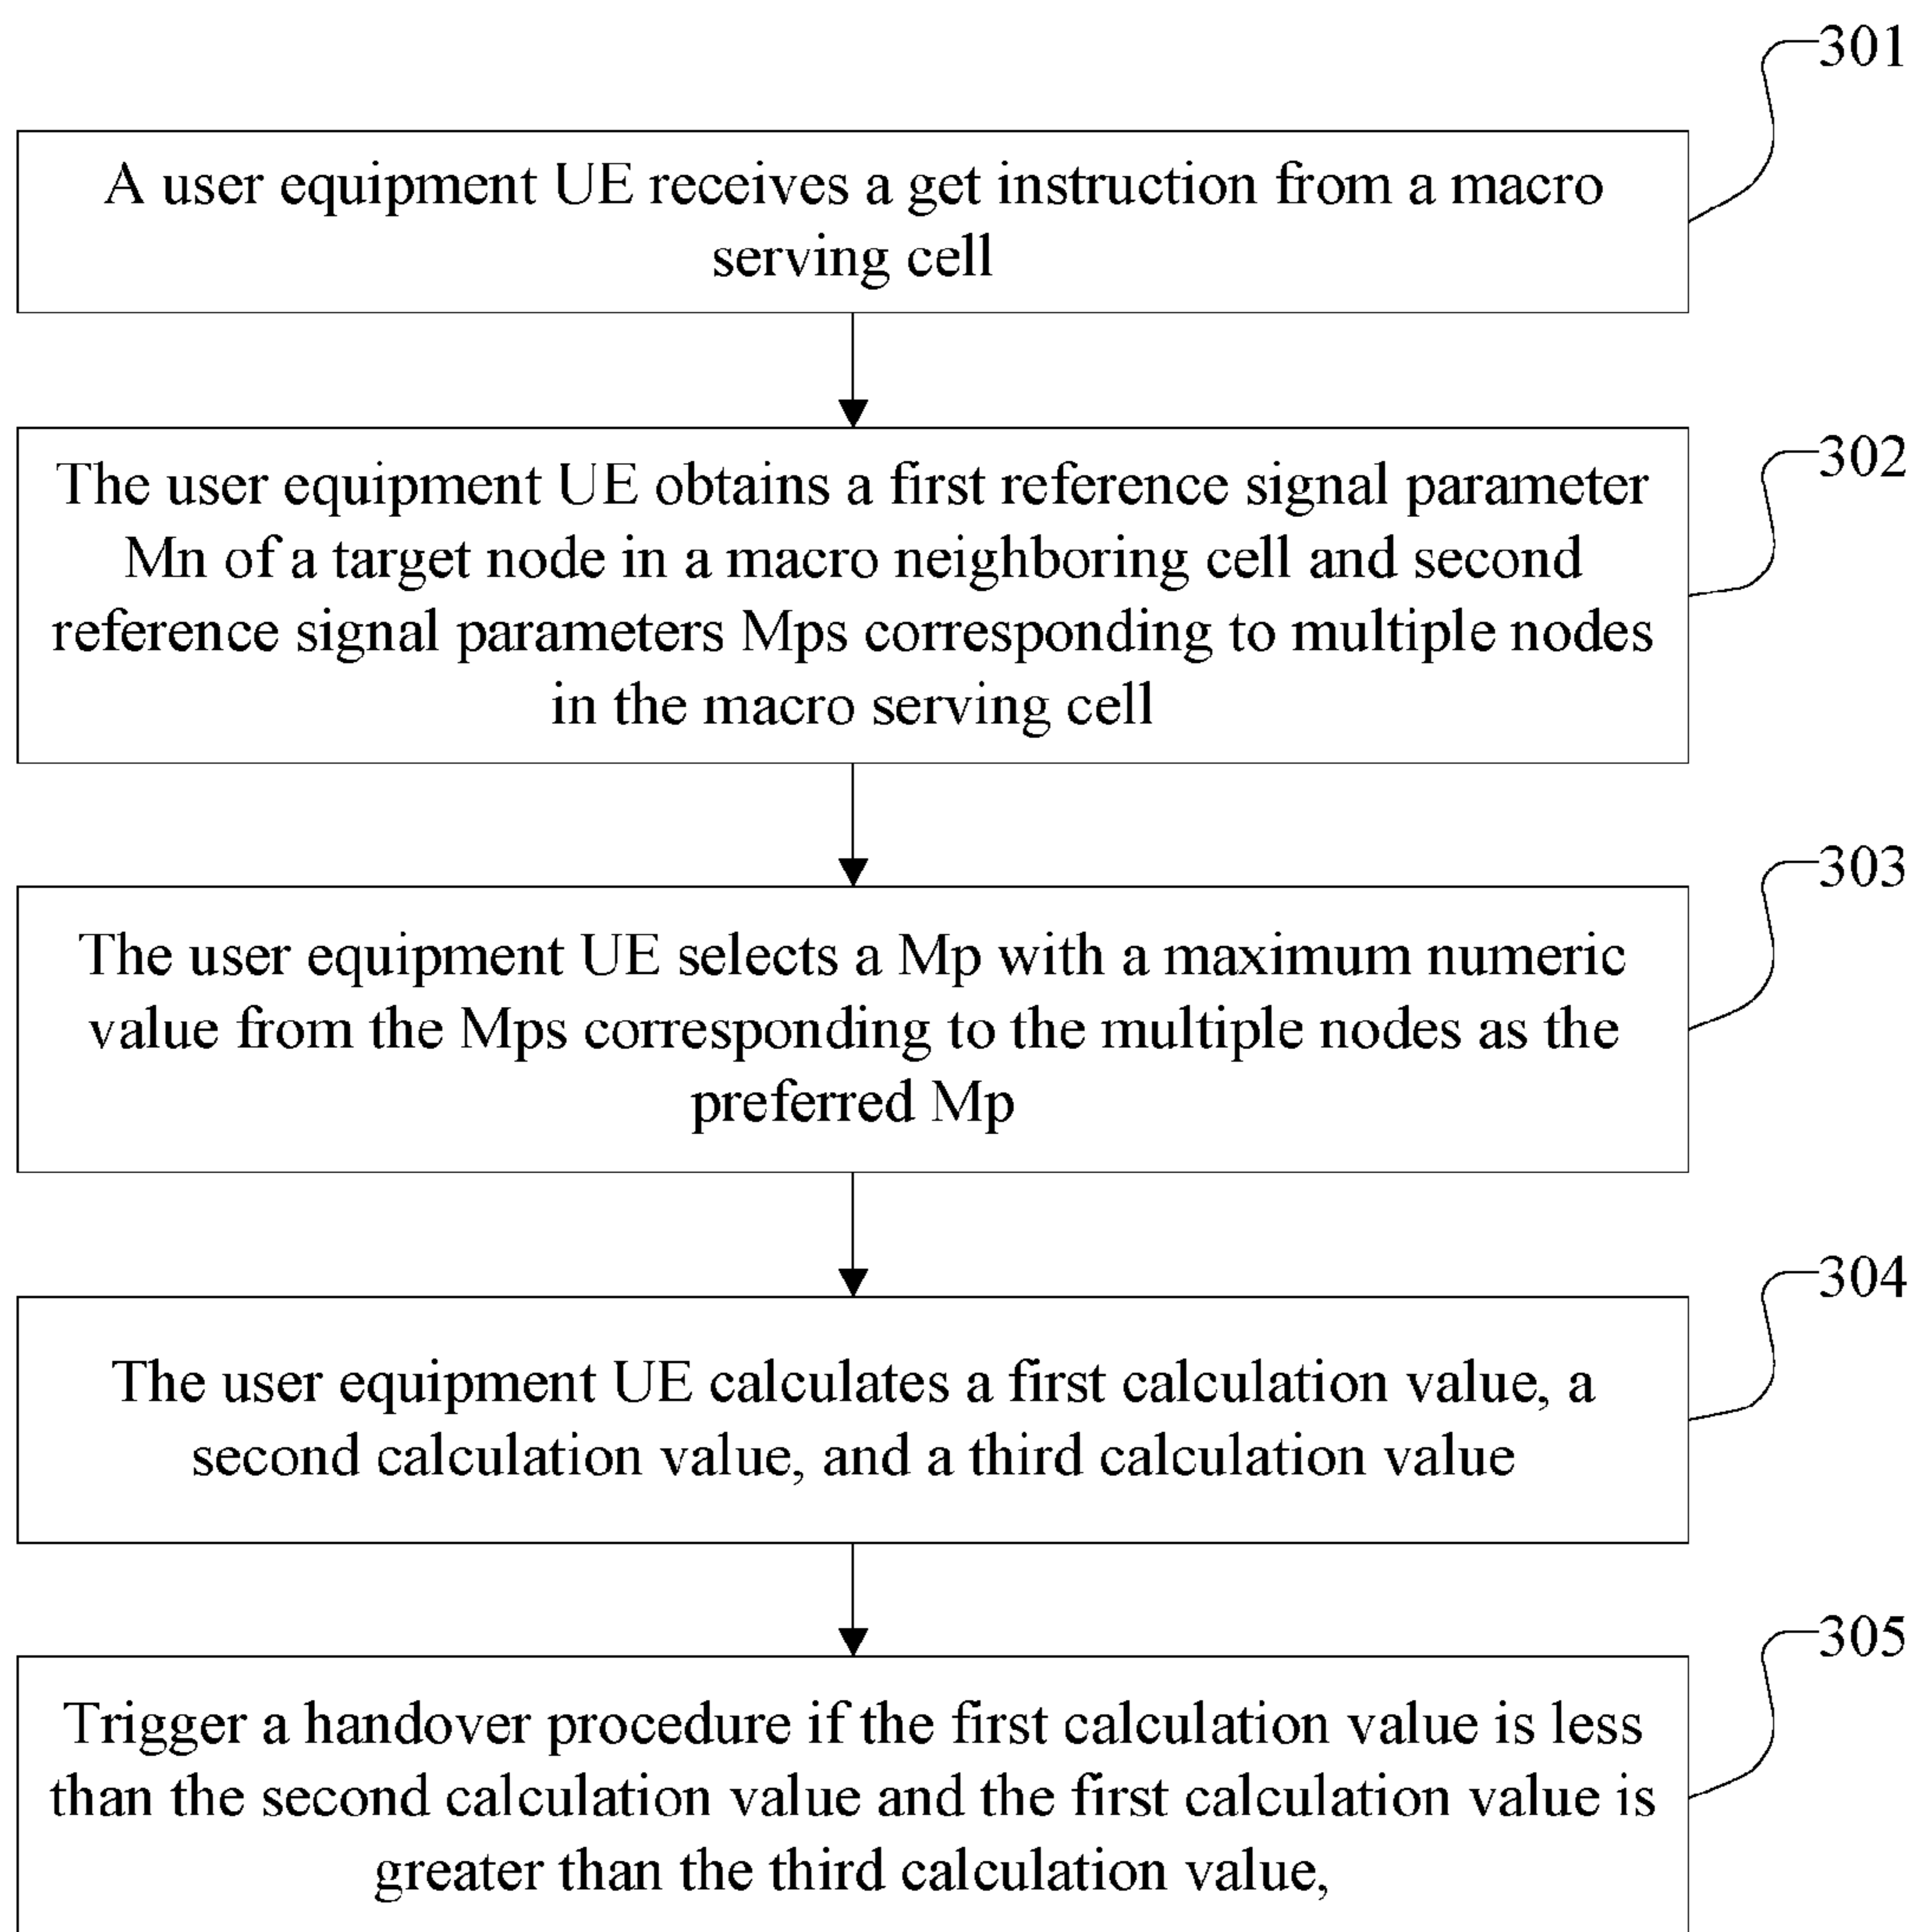 301
A user equipment UE receives a get instruction from a macro
serving cell
302
The user equipment UE obtains a first reference signal parameter
Mn of a target node in a macro neighboring cell and second
reference signal parameters Mps corresponding to multiple nodes
in the macro serving cell
303
The user equipment UE selects a Mp with a maximum numeric
value from the Mps corresponding to the multiple nodes as the
preferred Mp
304
The user equipment UE calculates a first calculation value, a
second calculation value, and a third calculation value
305
Trigger a handover procedure if the first calculation value is less
than the second calculation value and the first calculation value is
greater than the third calculation value,